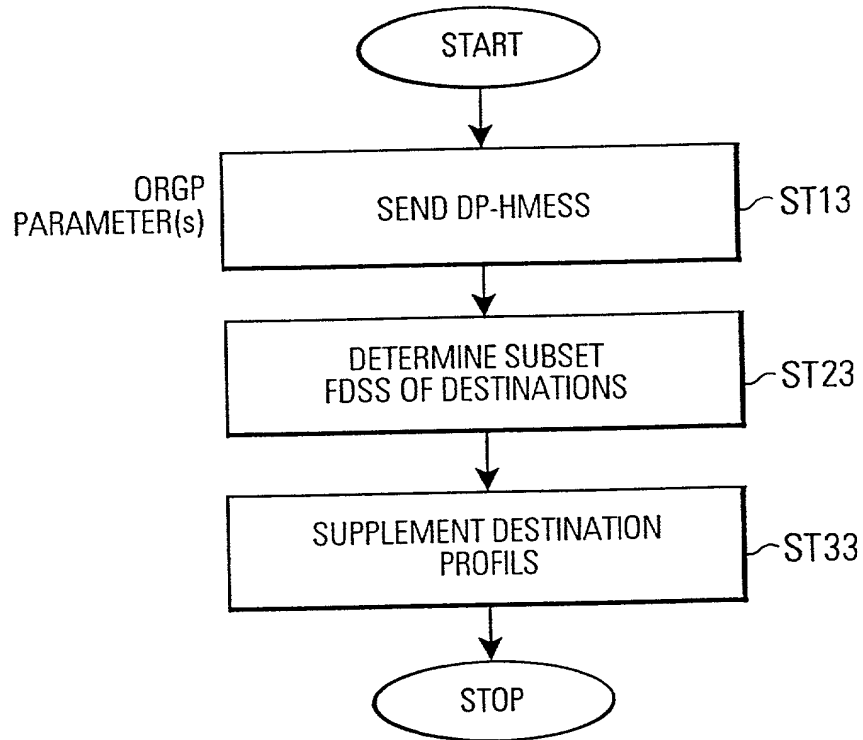 START
ORGP
PARAMETER(s)
SEND DP-HMESS
ST13
DETERMINE SUBSET
FDSS OF DESTINATIONS
ST23
SUPPLEMENT DESTINATION
PROFILS
ST33
STOP